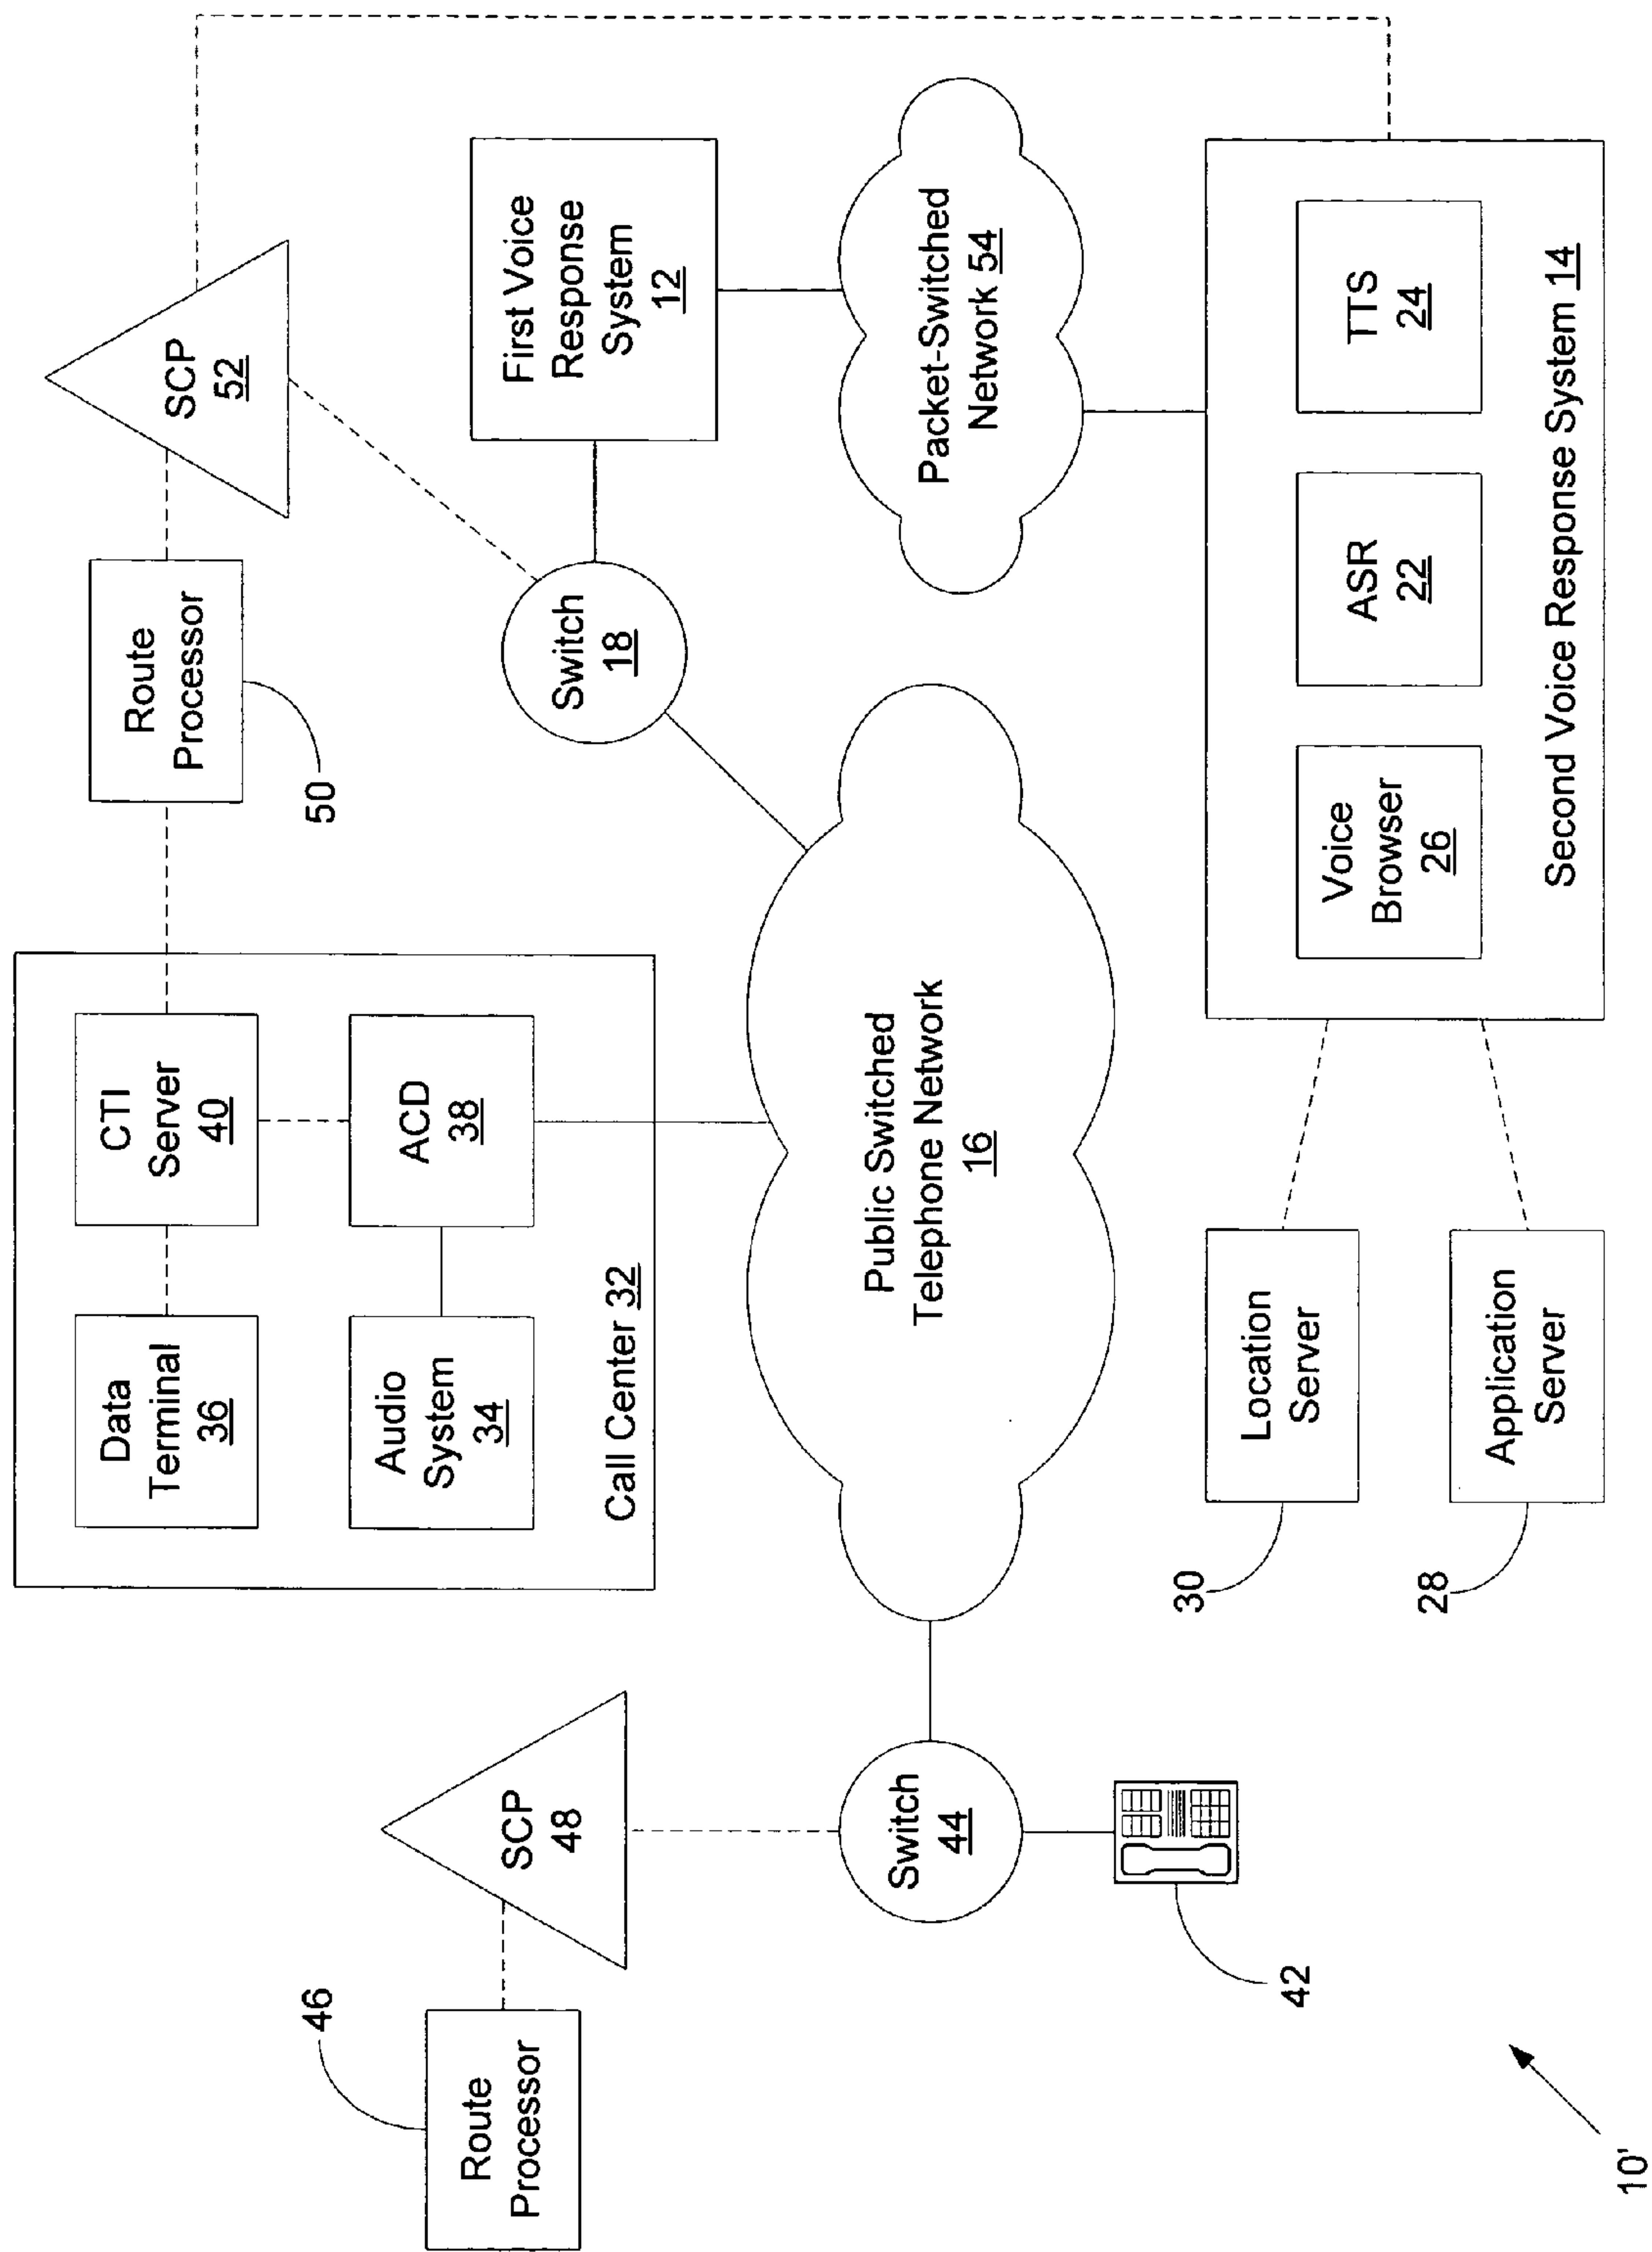 Route
Processor
46
SCP
48
Switch
44
42
10'
Data
Terminal
36
CTI
Server
40
Audio
System
34
ACD
38
Call Center 32
Route
Processor
50
SCP
52
Switch
18
First Voice
Response
System
12
Public Switched
Telephone Network
16
Packet-Switched
Network 54
Location
Server
30
Application
Server
28
Voice
Browser
26
ASR
22
TTS
24
Second Voice Response System 14